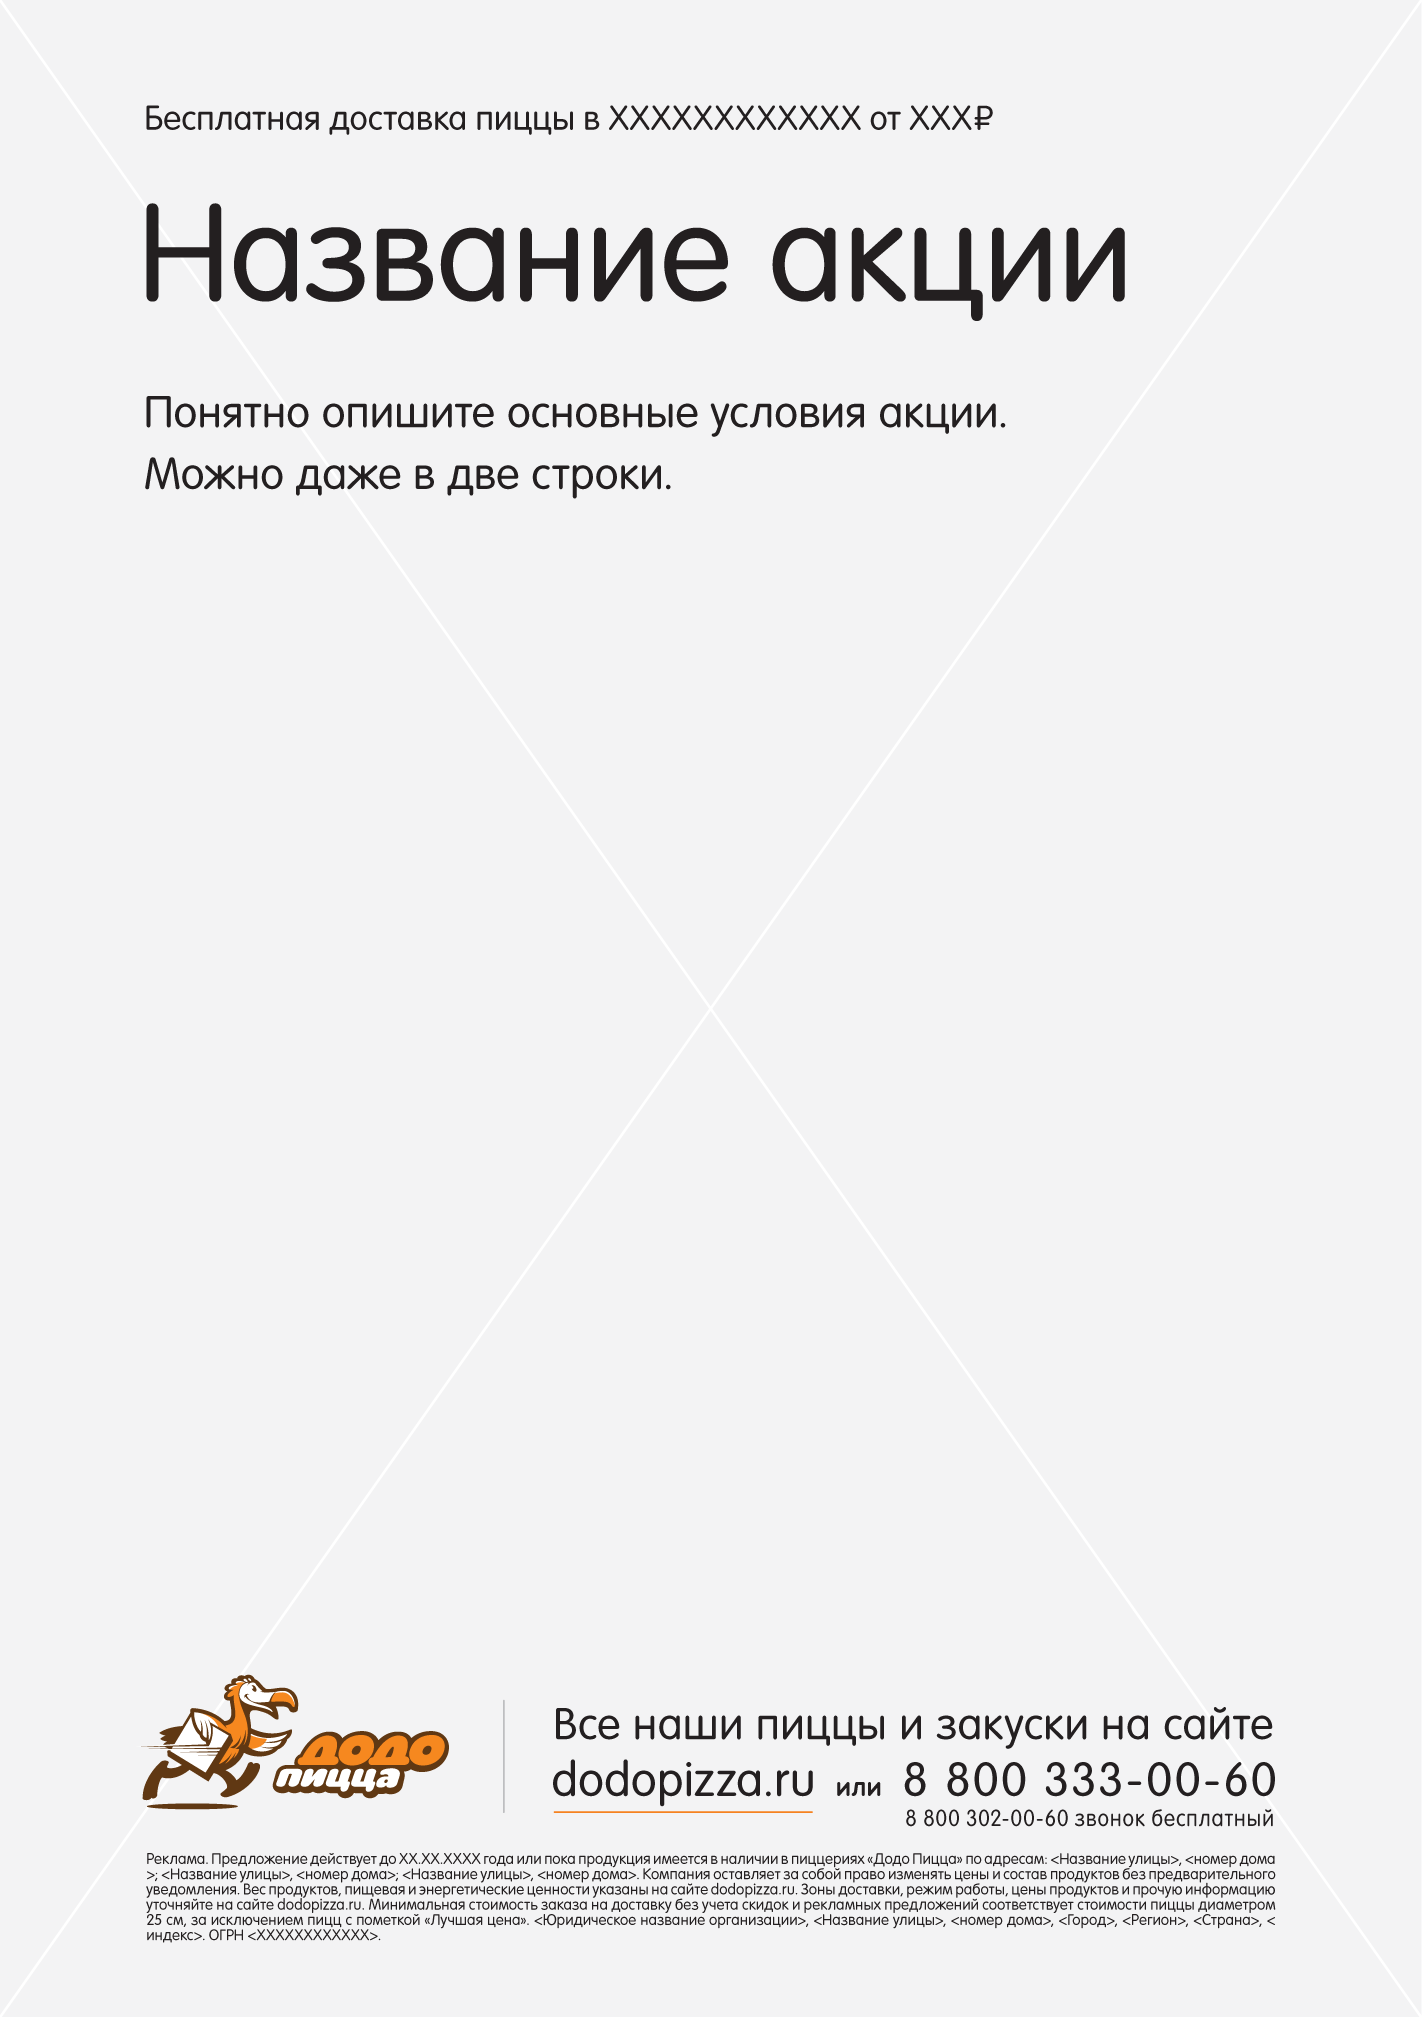 Бесплатная доставка пиццы в ХХХХХХХХХХХХ от ХХХ₽
Название акции
Понятно опишите основные условия акции.
Можно даже в две строки.
додо
пицца
Все наши пиццы и закуски на сайте
dodopizza.ru или 8 800 333-00-60
8 800 302-00-60 звонок бесплатный
Реклама. Предложение действует до ХХ.ХХ.ХХХХ года или пока продукция имеется в наличии в пиццериях «Додо Пицца» по адресам: <Название улицы>, <номер дома
>; <Название улицы>, <номер дома>; <Название улицы>, <номер дома>. Компания оставляет за собой право изменять цены и состав продуктов без предварительного
уведомления. Вес продуктов, пищевая и энергетические ценности указаны на сайте dodopizza.ru. Зоны доставки, режим работы, цены продуктов и прочую информацию
уточняйте на сайте dodopizza.ru. Минимальная стоимость заказа на доставку без учета скидок и рекламных предложений соответствует стоимости пиццы диаметром
25 см, за исключением пицц с пометкой «Лучшая цена». <Юридическое название организации>, <Название улицы>, <номер дома>, <Город>, <Регион>, <Страна>, <
индекс>. ОГРН <ХХХХХХХХХХХХ>.